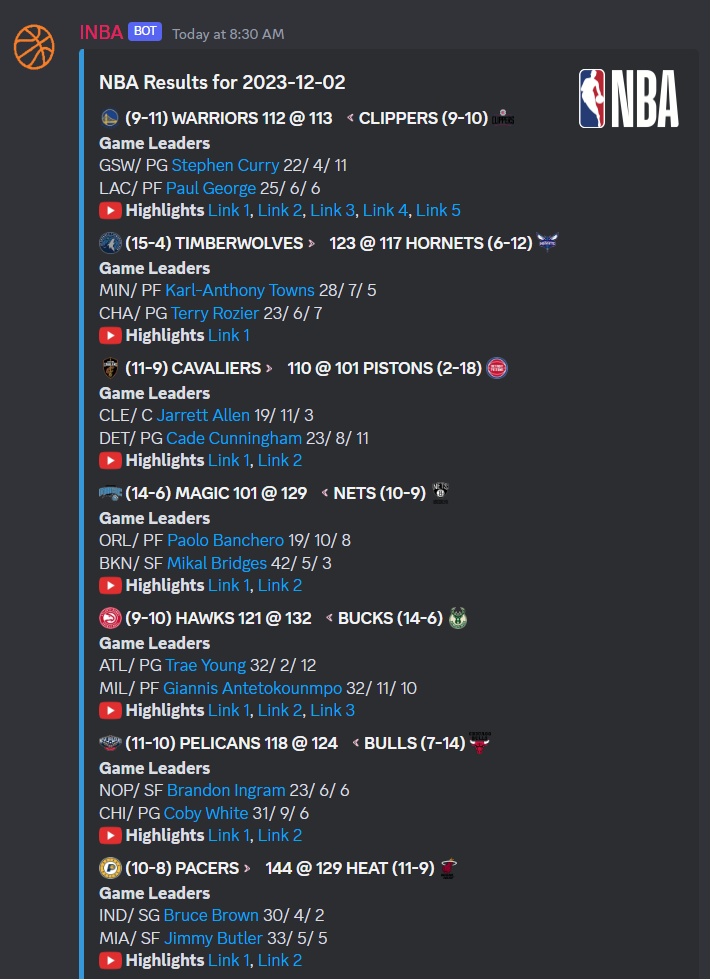 INBA BOT Today at 8:30 AM
NBA Results for 2023-12-02
NBA
(9-11) WARRIORS 112 @ 113 < CLIPPERS (9-10)
Game Leaders
GSW/ PG Stephen Curry 22/ 4/ 11
LAC/ PF Paul George 25/ 6/ 6
Highlights Link 1, Link 2, Link 3, Link 4, Link 5
(15-4) TIMBERWOLVES > 123 @ 117 HORNETS (6-12)
Game Leaders
MIN/ PF Karl-Anthony Towns 28/ 7/ 5
CHA/ PG Terry Rozier 23/ 6/ 7
Highlights Link 1
(11-9) CAVALIERS > 110 @ 101 PISTONS (2-18)
Game Leaders
CLE/ C Jarrett Allen 19/ 11/ 3
DET/ PG Cade Cunningham 23/ 8/ 11
Highlights Link 1, Link 2
(14-6) MAGIC 101 @ 129 < NETS (10-9)
Game Leaders
ORL/ PF Paolo Banchero 19/ 10/ 8
BKN/ SF Mikal Bridges 42/ 5/ 3
Highlights Link 1, Link 2
(9-10) HAWKS 121 @ 132 < BUCKS (14-6)
Game Leaders
ATL/ PG Trae Young 32/ 2/ 12
MIL/ PF Giannis Antetokounmpo 32/ 11/ 10
Highlights Link 1, Link 2, Link 3
(11-10) PELICANS 118 @ 124 < BULLS (7-14)
Game Leaders
NOP/ SF Brandon Ingram 23/ 6/ 6
CHI/ PG Coby White 31/ 9/ 6
Highlights Link 1, Link 2
(10-8) PACERS > 144 @ 129 HEAT (11-9)
Game Leaders
IND/ SG Bruce Brown 30/ 4/ 2
MIA/ SF Jimmy Butler 33/ 5/ 5
Highlights Link 1, Link 2